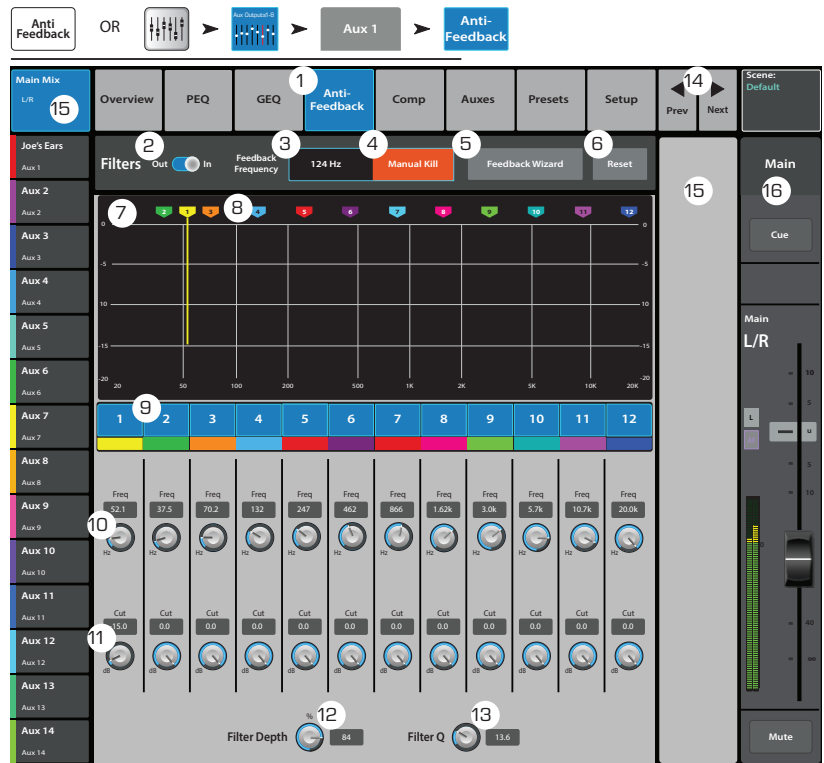 Anti
Feedback
OR
Aux Outputs1-8
Aux 1
Anti-
Feedback
Main Mix
L/R
15
Overview
PEQ
GEQ
1
Anti-
Feedback
Comp
Auxes
Presets
Setup
14
Prev
Next
Scene:
Default
Joe's Ears
Aux 1
Aux 2
Aux 2
Aux 3
Aux 3
Aux 4
Aux 4
Aux 5
Aux 5
Aux 6
Aux 6
Aux 7
Aux 7
Aux 8
Aux 8
Aux 9
Aux 9
Aux 10
Aux 10
Aux 11
Aux 11
Aux 12
Aux 12
Aux 13
Aux 13
Aux 14
Aux 14
2
Filters
Out
In
3
Feedback
Frequency
124 Hz
4
Manual Kill
5
Feedback Wizard
6
Reset
7
8
2 1 3 4 5 6 7 8 9 10 11 12
0 0
-5 -5
10 -10
-15 -15
-20 -20
20 50 100 200 500 1K 2K 5K 10K 20K
9
1 2 3 4 5 6 7 8 9 10 11 12
Freq Freq Freq Freq Freq Freq Freq Freq Freq Freq Freq Freq
52.1 37.5 70.2 132 247 462 866 1.62k 3.0k 5.7k 10.7k 20.0k
10
Hz Hz Hz Hz Hz Hz Hz Hz Hz Hz Hz Hz
Cut Cut Cut Cut Cut Cut Cut Cut Cut Cut Cut Cut
-15.0 0.0 0.0 0.0 0.0 0.0 0.0 0.0 0.0 0.0 0.0 0.0
11
dB dB dB dB dB dB dB dB dB dB dB dB
%
12
Filter Depth
84
13
Filter Q
13.6
15
Main
16
Cue
Main
L/R
10
5
L
U
5
10
0
40
∞
Mute